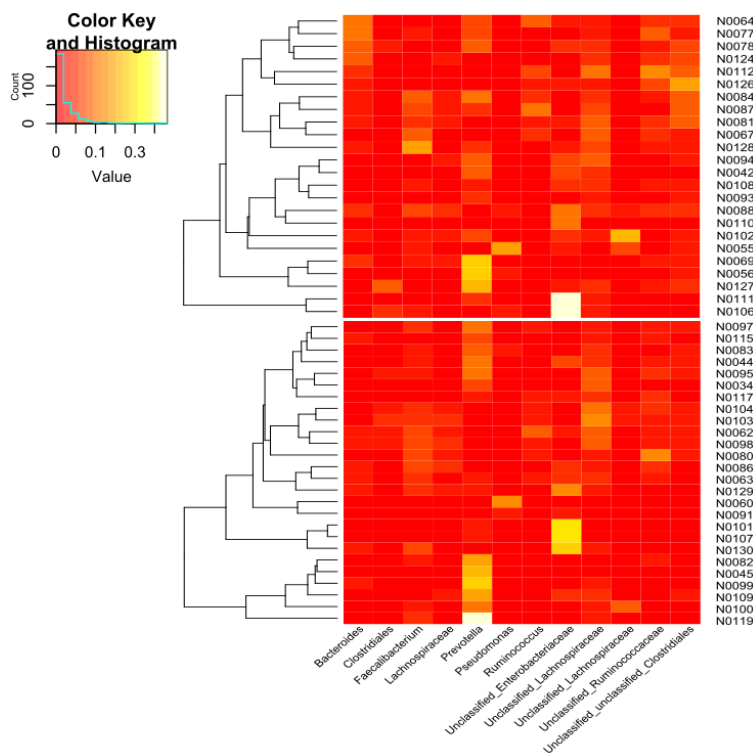 Color Key
and Histogram
Count
0
100
0
0.1
0.3
Value
N0064
N0077
N0078
N0124
N0112
N0126
N0084
N0087
N0081
N0067
N0128
N0094
N0042
N0108
N0093
N0088
N0110
N0102
N0055
N0069
N0056
N0127
N0111
N0106
N0097
N0115
N0083
N0044
N0095
N0034
N0117
N0104
N0103
N0062
N0098
N0080
N0086
N0063
N0129
N0060
N0091
N0101
N0107
N0130
N0082
N0045
N0099
N0109
N0100
N0119
Bacteroides
Clostridiales
Faecalibacterium
Lachnospiraceae
Prevotella
Pseudomonas
Ruminococcus
Unclassified_Enterobacteriaceae
Unclassified_Lachnospiraceae
Unclassified_Lachnospiraceae
Unclassified_Ruminococcaceae
Unclassified_unclassified_Clostridiales